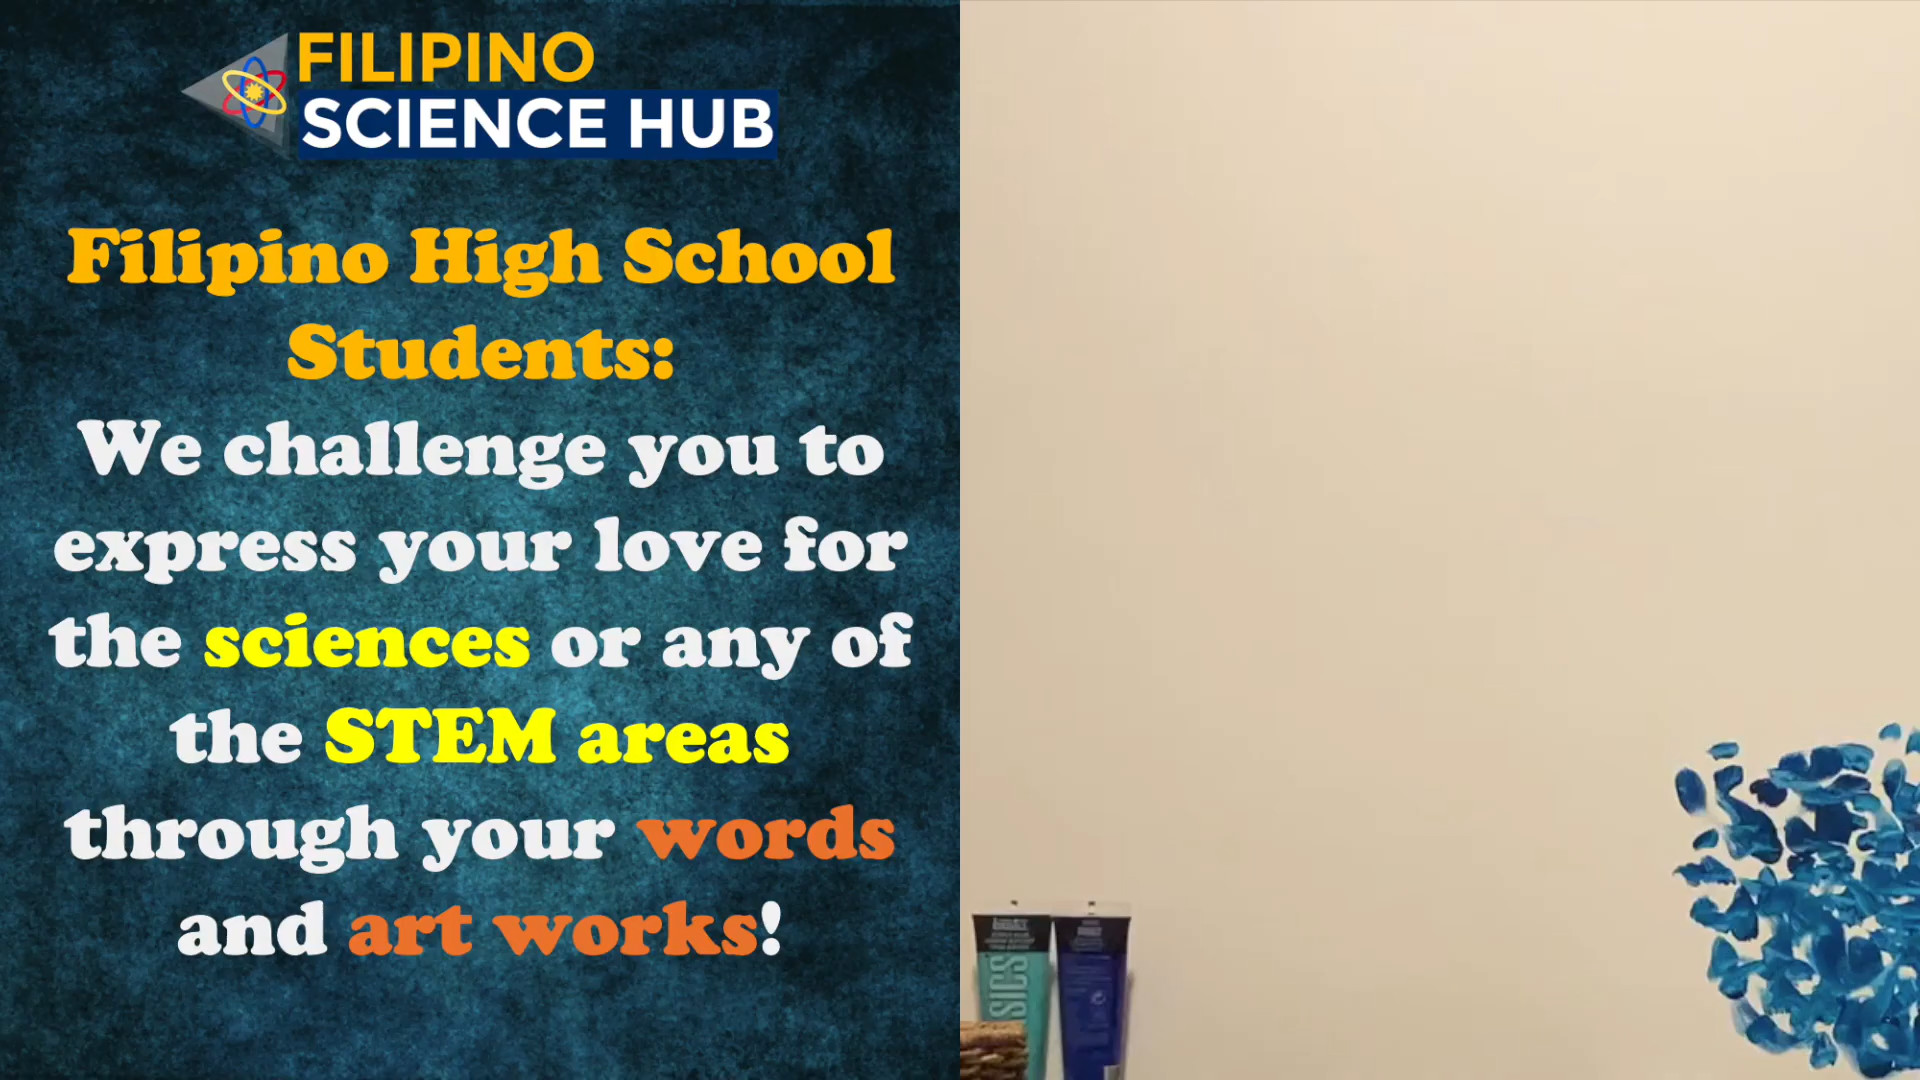 FILIPINO
SCIENCE HUB
Filipino High School
Students:
We challenge you to
express your love for
the sciences or any of
the STEM areas
through your words
and art works!
SICS